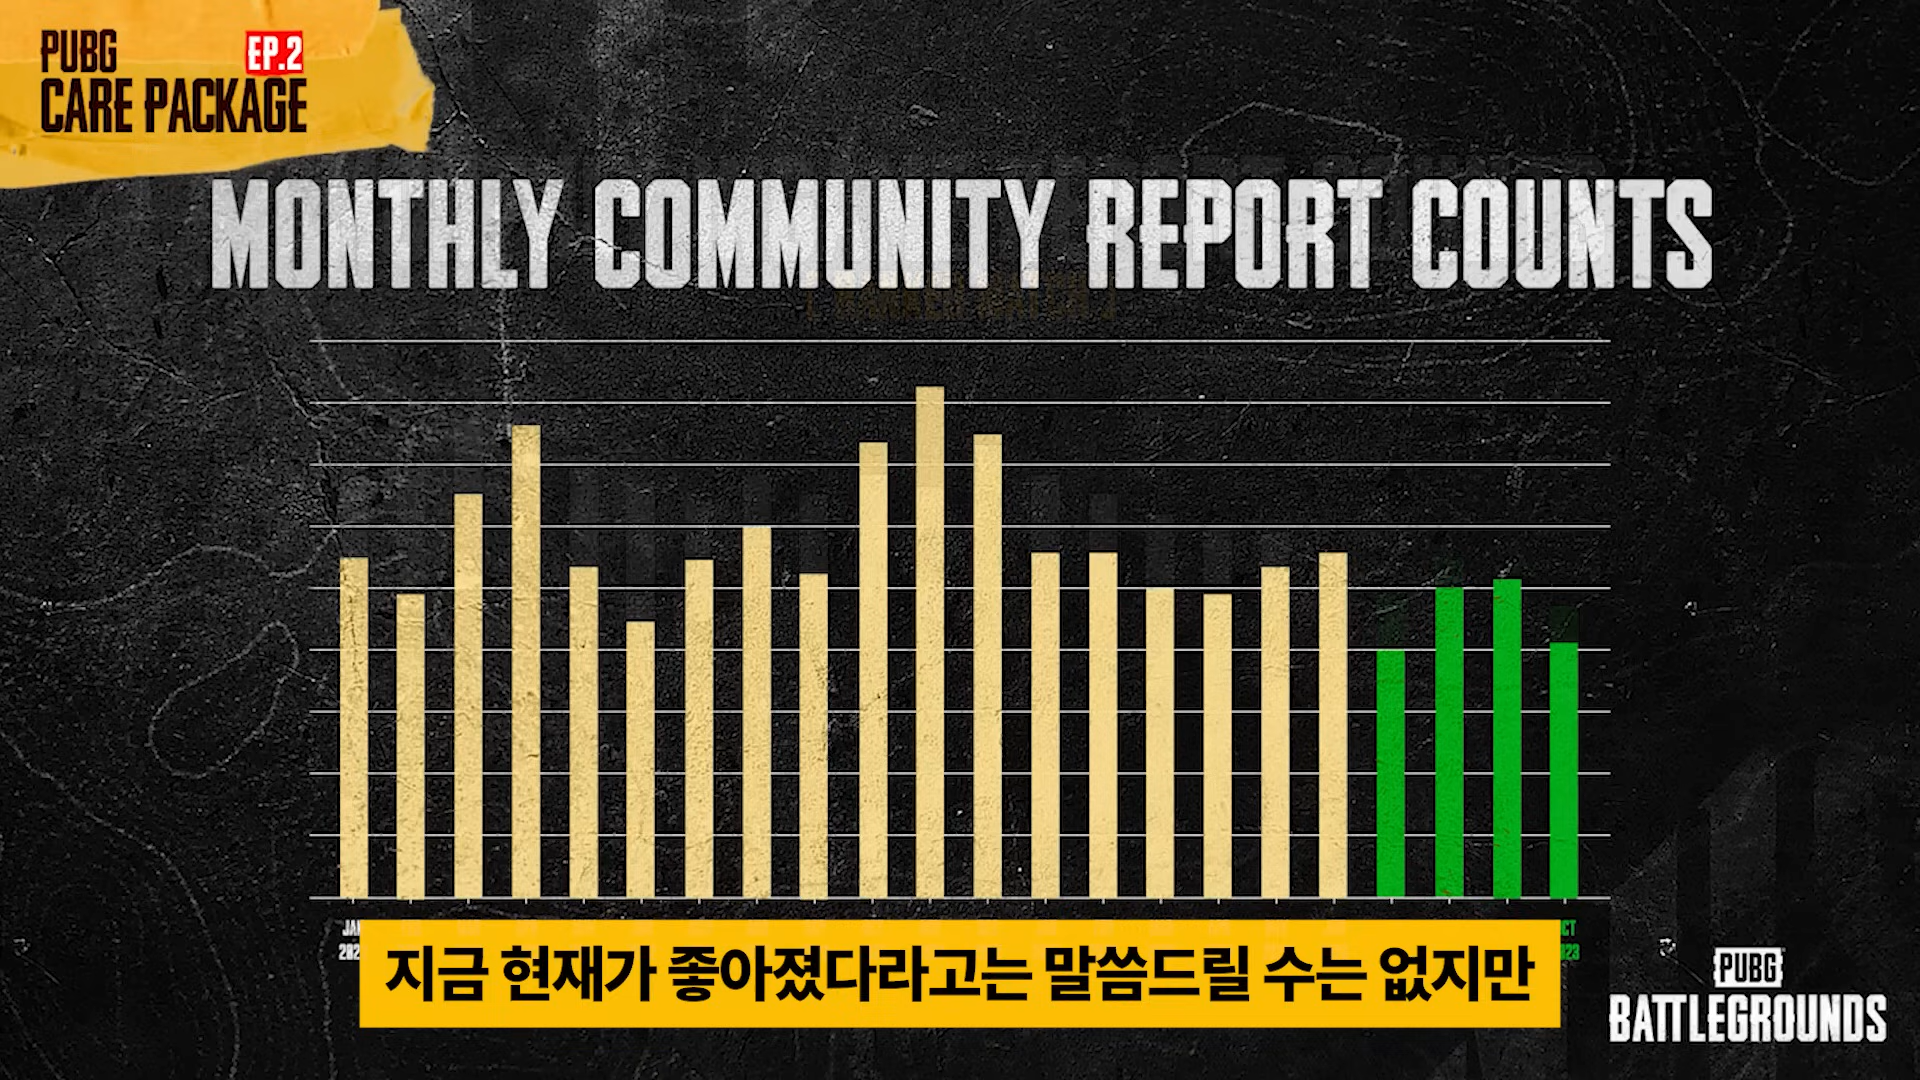 PUBG EP.2
CARE PACKAGE
MONTHLY COMMUNITY REPORT COUNTS
지금 현재가 좋아졌다라고는 말씀드릴 수는 없지만
PUBG
BATTLEGROUNDS